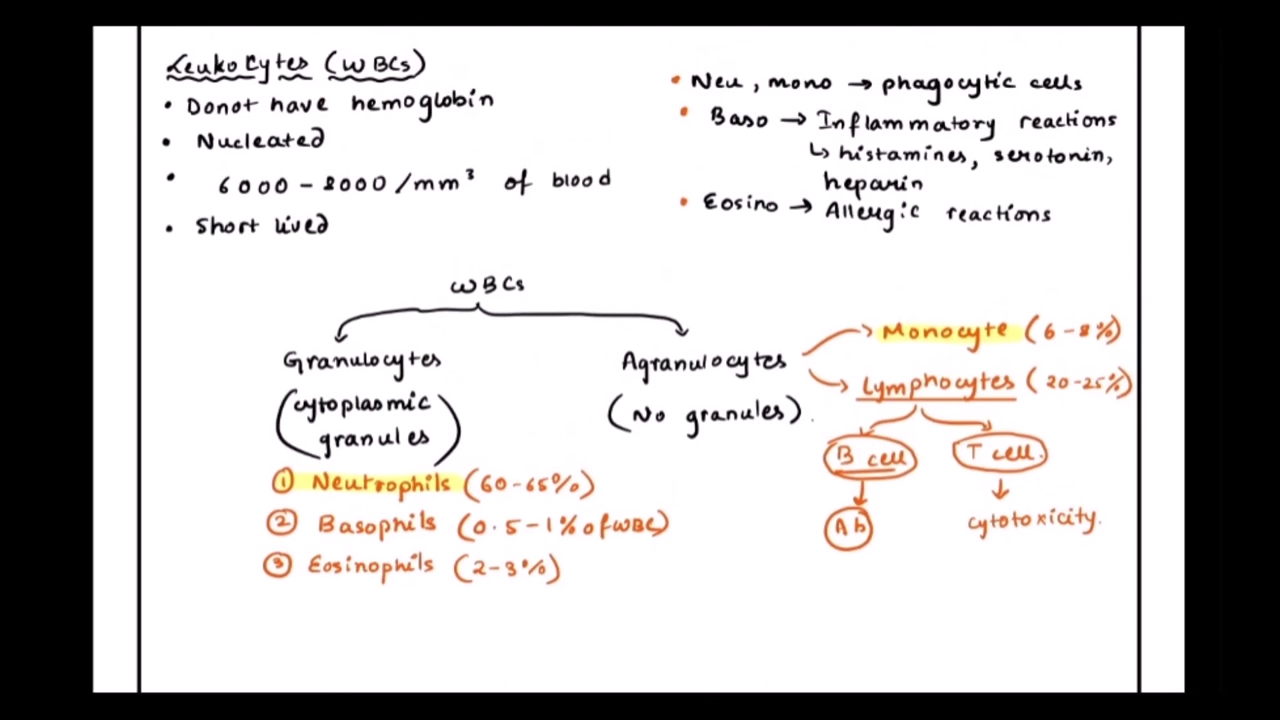 Leukocytes (WBCs)
• Donot have hemoglobin
• Nucleated
• 6000 - 8000 /mm³ of blood
• Short lived
• Neu, mono → phagocytic cells
• Baso → Inflammatory reactions
↳ histamines, serotonin,
heparin
• Eosino → Allergic reactions
WBCs
Granulocytes
(cytoplasmic
granules)
① Neutrophils (60-65%)
② Basophils (0.5-1% of WBC)
③ Eosinophils (2-3%)
Agranulocytes
(No granules).
→ Monocyte (6-8%)
→ Lymphocytes (20-25%)
B cell
T cell.
Ab
cytotoxicity.